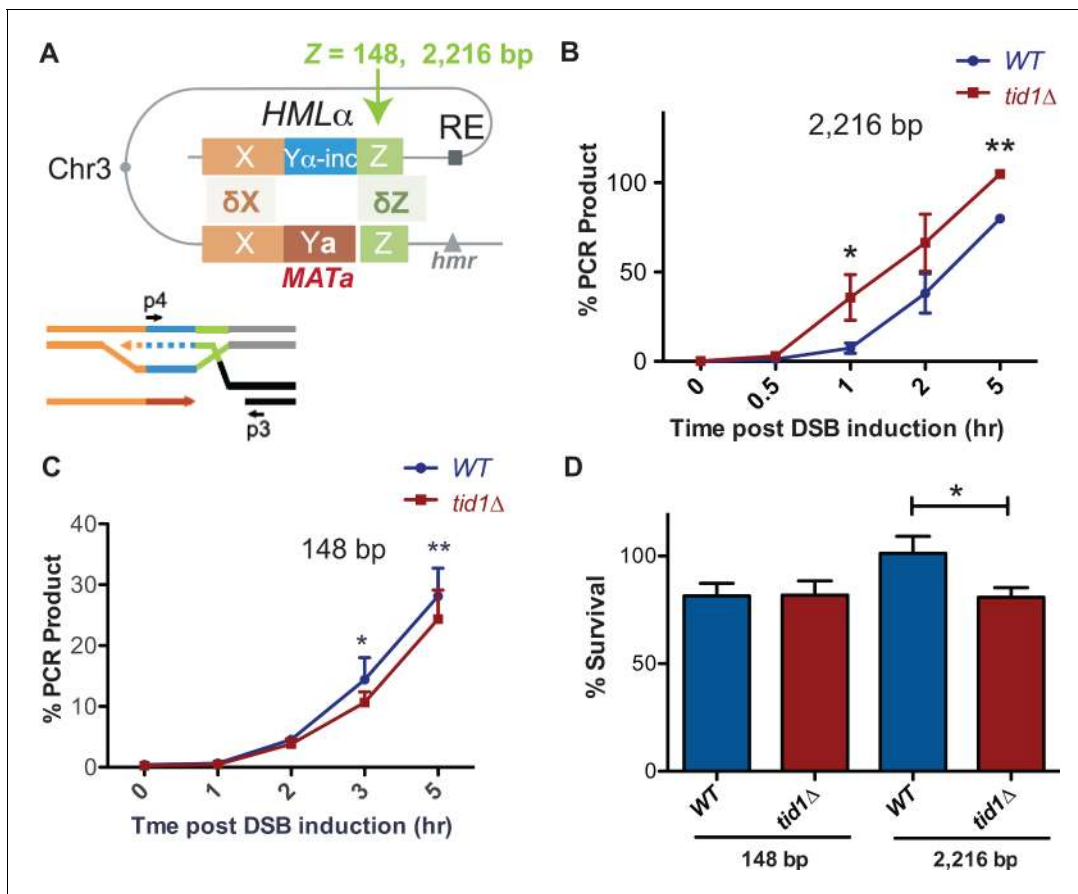 A
Z = 148, 2,216 bp
HMLα
RE
X
Yα-inc
Z
Chr3
δX
δZ
X
Ya
Z
MATa
hmr
p4
p3
B
WT
tid1Δ
2,216 bp
**
*
100
50
0
% PCR Product
0
0.5
1
2
5
Time post DSB induction (hr)
C
WT
tid1Δ
148 bp
**
*
40
30
20
10
0
% PCR Product
0
1
2
3
5
Tme post DSB induction (hr)
D
*
100
50
0
% Survival
WT
tid1Δ
WT
tid1Δ
148 bp
2,216 bp